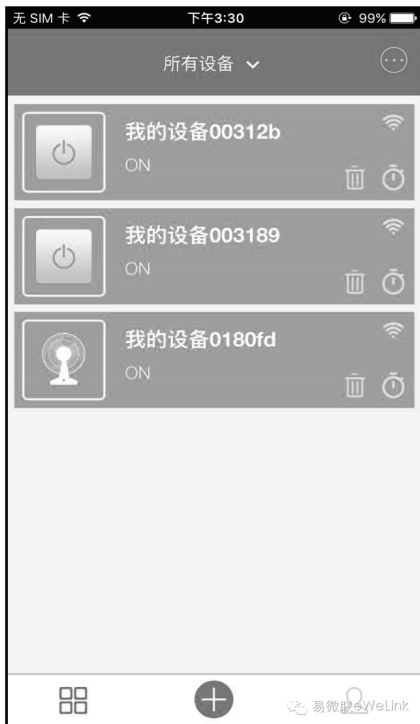 无 SIM 卡 下午3:30 99%
所有设备
我的设备00312b
ON
我的设备003189
ON
我的设备0180fd
ON
易微联eWeLink